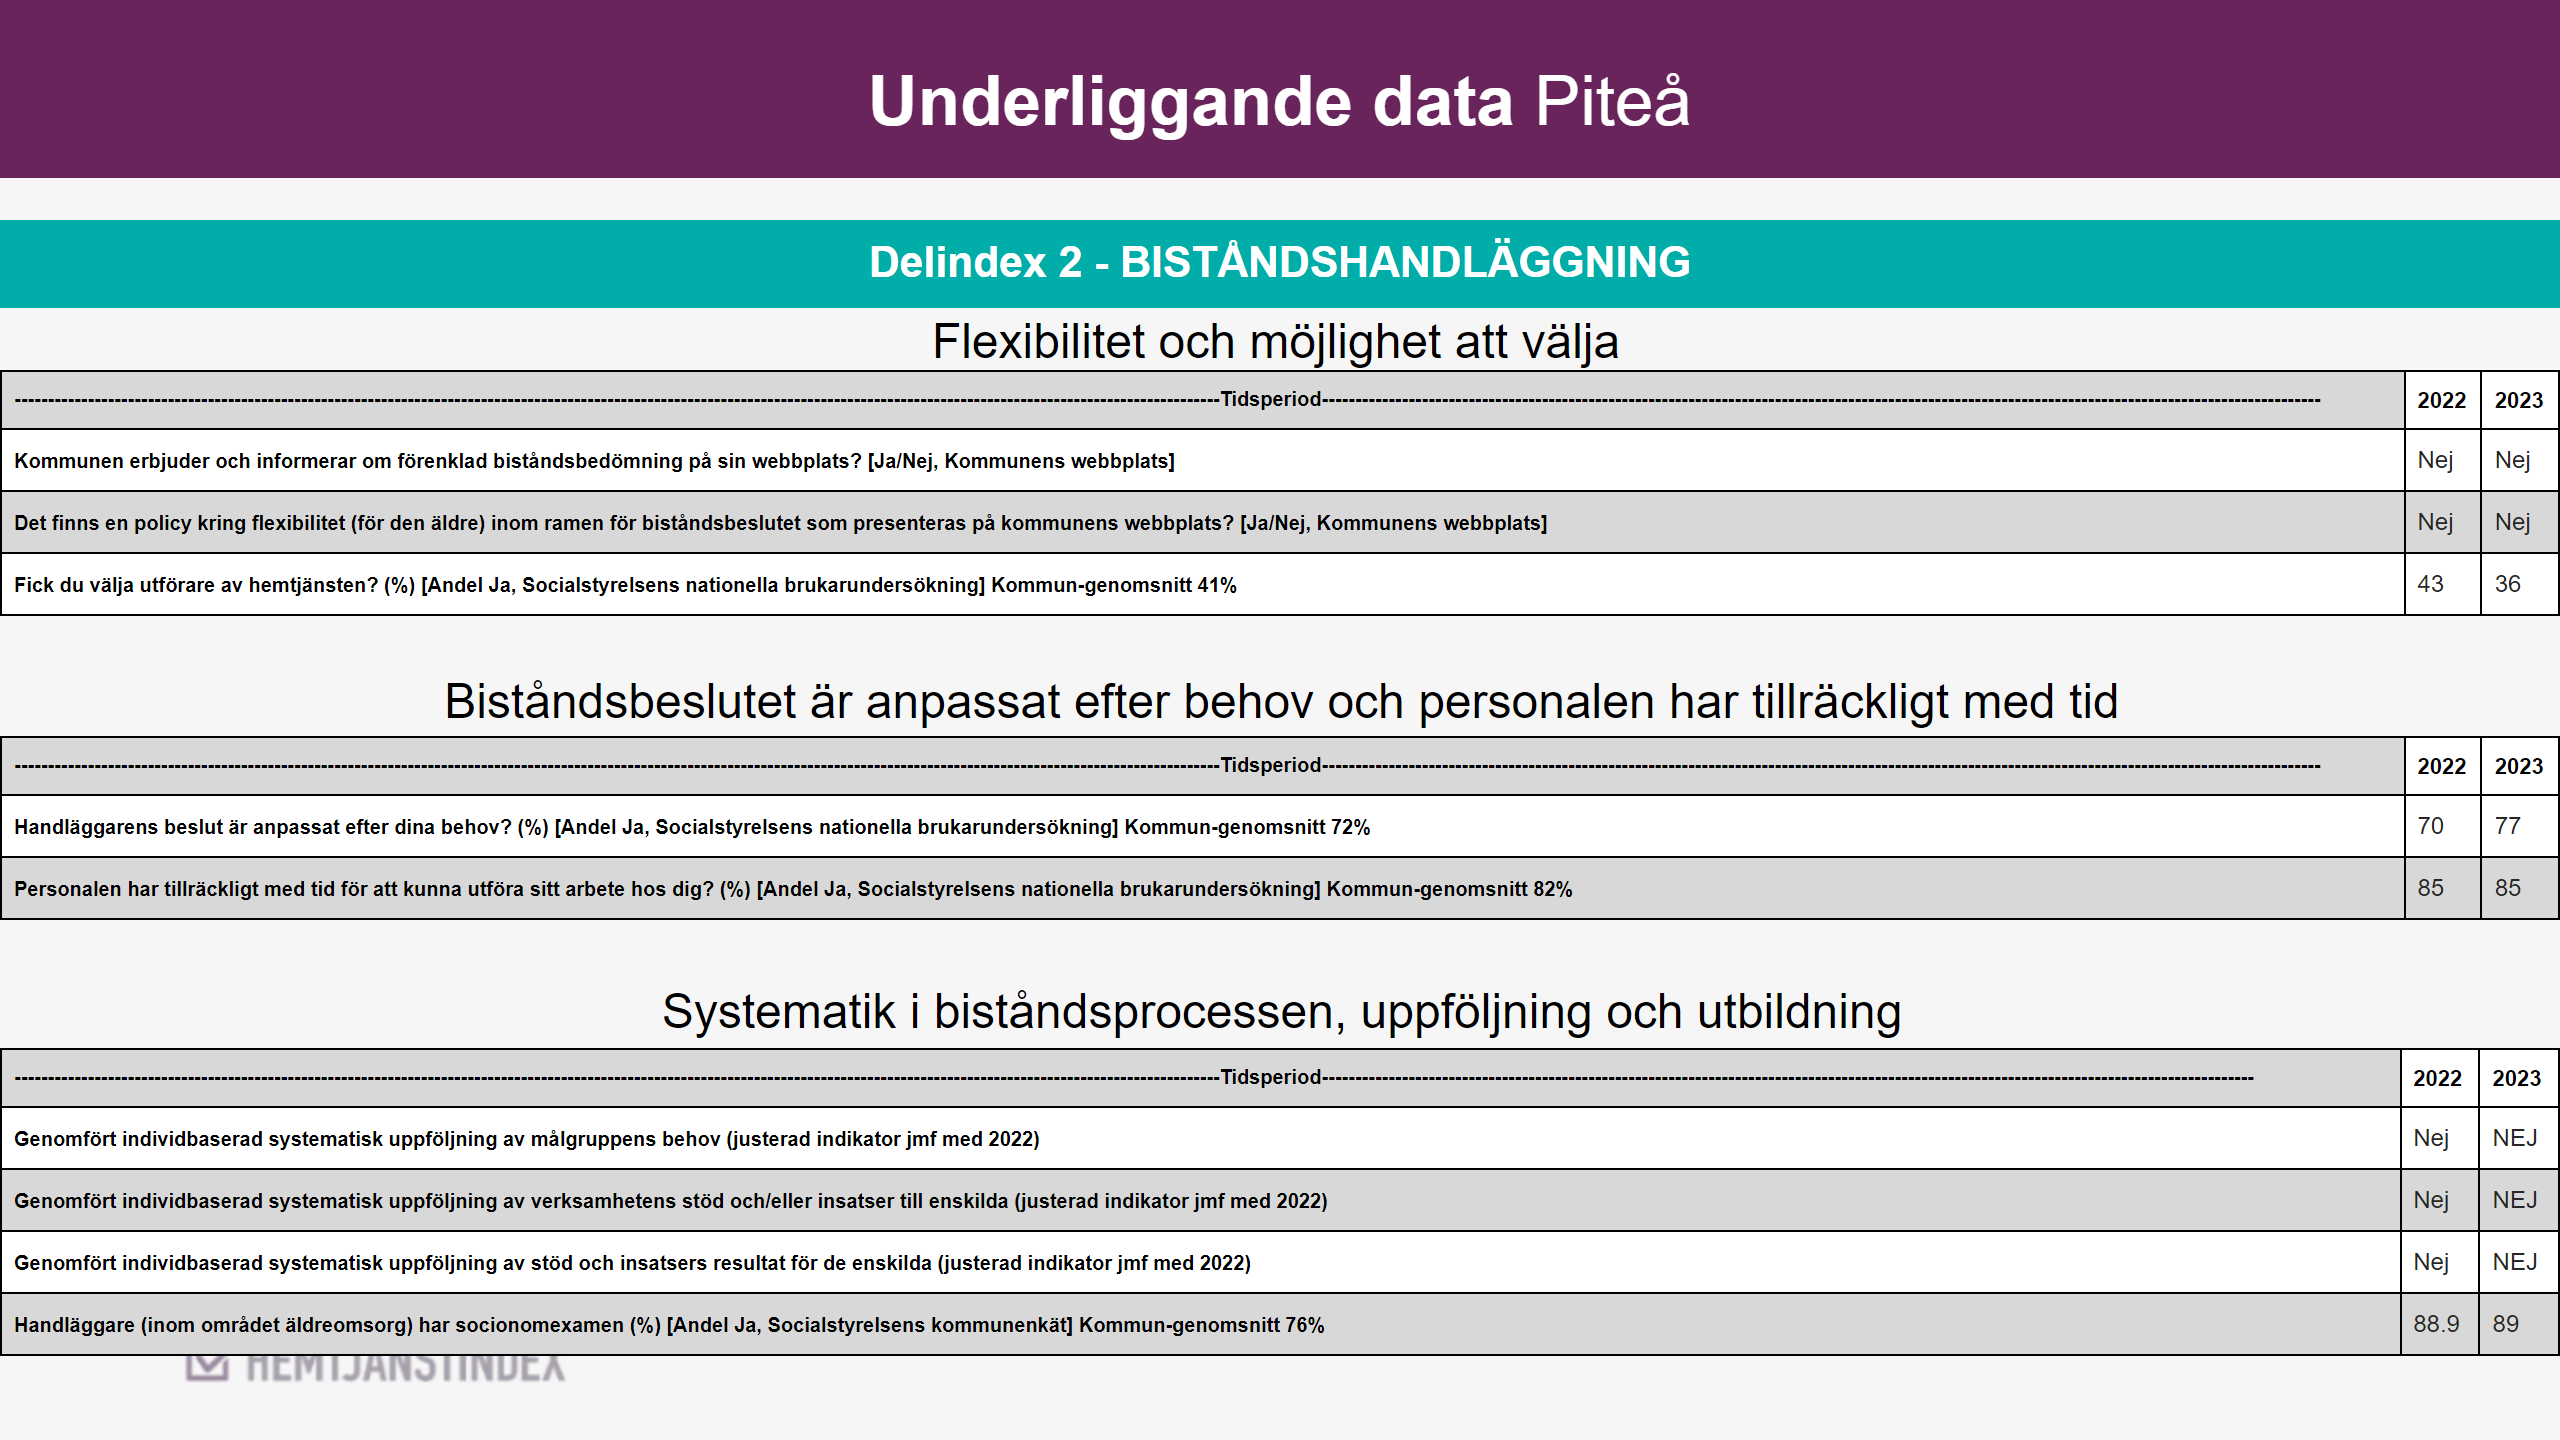 Underliggande data Piteå
Delindex 2 - BISTÅNDSHANDLÄGGNING
Flexibilitet och möjlighet att välja
Tidsperiod 2022 2023
Kommunen erbjuder och informerar om förenklad biståndsbedömning på sin webbplats? [Ja/Nej, Kommunens webbplats] Nej Nej
Det finns en policy kring flexibilitet (för den äldre) inom ramen för biståndsbeslutet som presenteras på kommunens webbplats? [Ja/Nej, Kommunens webbplats] Nej Nej
Fick du välja utförare av hemtjänsten? (%) [Andel Ja, Socialstyrelsens nationella brukarundersökning] Kommun-genomsnitt 41% 43 36
Biståndsbeslutet är anpassat efter behov och personalen har tillräckligt med tid
Tidsperiod 2022 2023
Handläggarens beslut är anpassat efter dina behov? (%) [Andel Ja, Socialstyrelsens nationella brukarundersökning] Kommun-genomsnitt 72% 70 77
Personalen har tillräckligt med tid för att kunna utföra sitt arbete hos dig? (%) [Andel Ja, Socialstyrelsens nationella brukarundersökning] Kommun-genomsnitt 82% 85 85
Systematik i biståndsprocessen, uppföljning och utbildning
Tidsperiod 2022 2023
Genomfört individbaserad systematisk uppföljning av målgruppens behov (justerad indikator jmf med 2022) Nej NEJ
Genomfört individbaserad systematisk uppföljning av verksamhetens stöd och/eller insatser till enskilda (justerad indikator jmf med 2022) Nej NEJ
Genomfört individbaserad systematisk uppföljning av stöd och insatsers resultat för de enskilda (justerad indikator jmf med 2022) Nej NEJ
Handläggare (inom området äldreomsorg) har socionomexamen (%) [Andel Ja, Socialstyrelsens kommunenkät] Kommun-genomsnitt 76% 88.9 89
HEMTJÄNSTINDEX